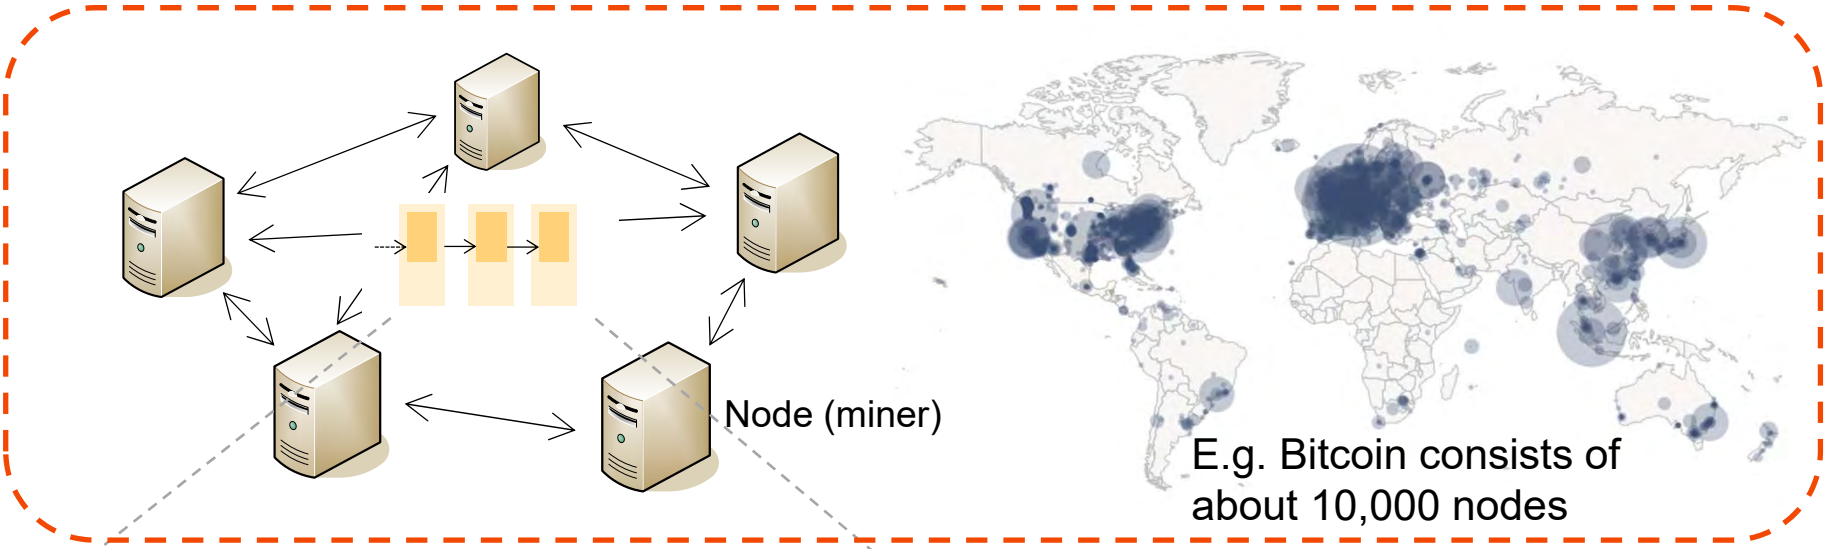 Node (miner)
E.g. Bitcoin consists of
about 10,000 nodes